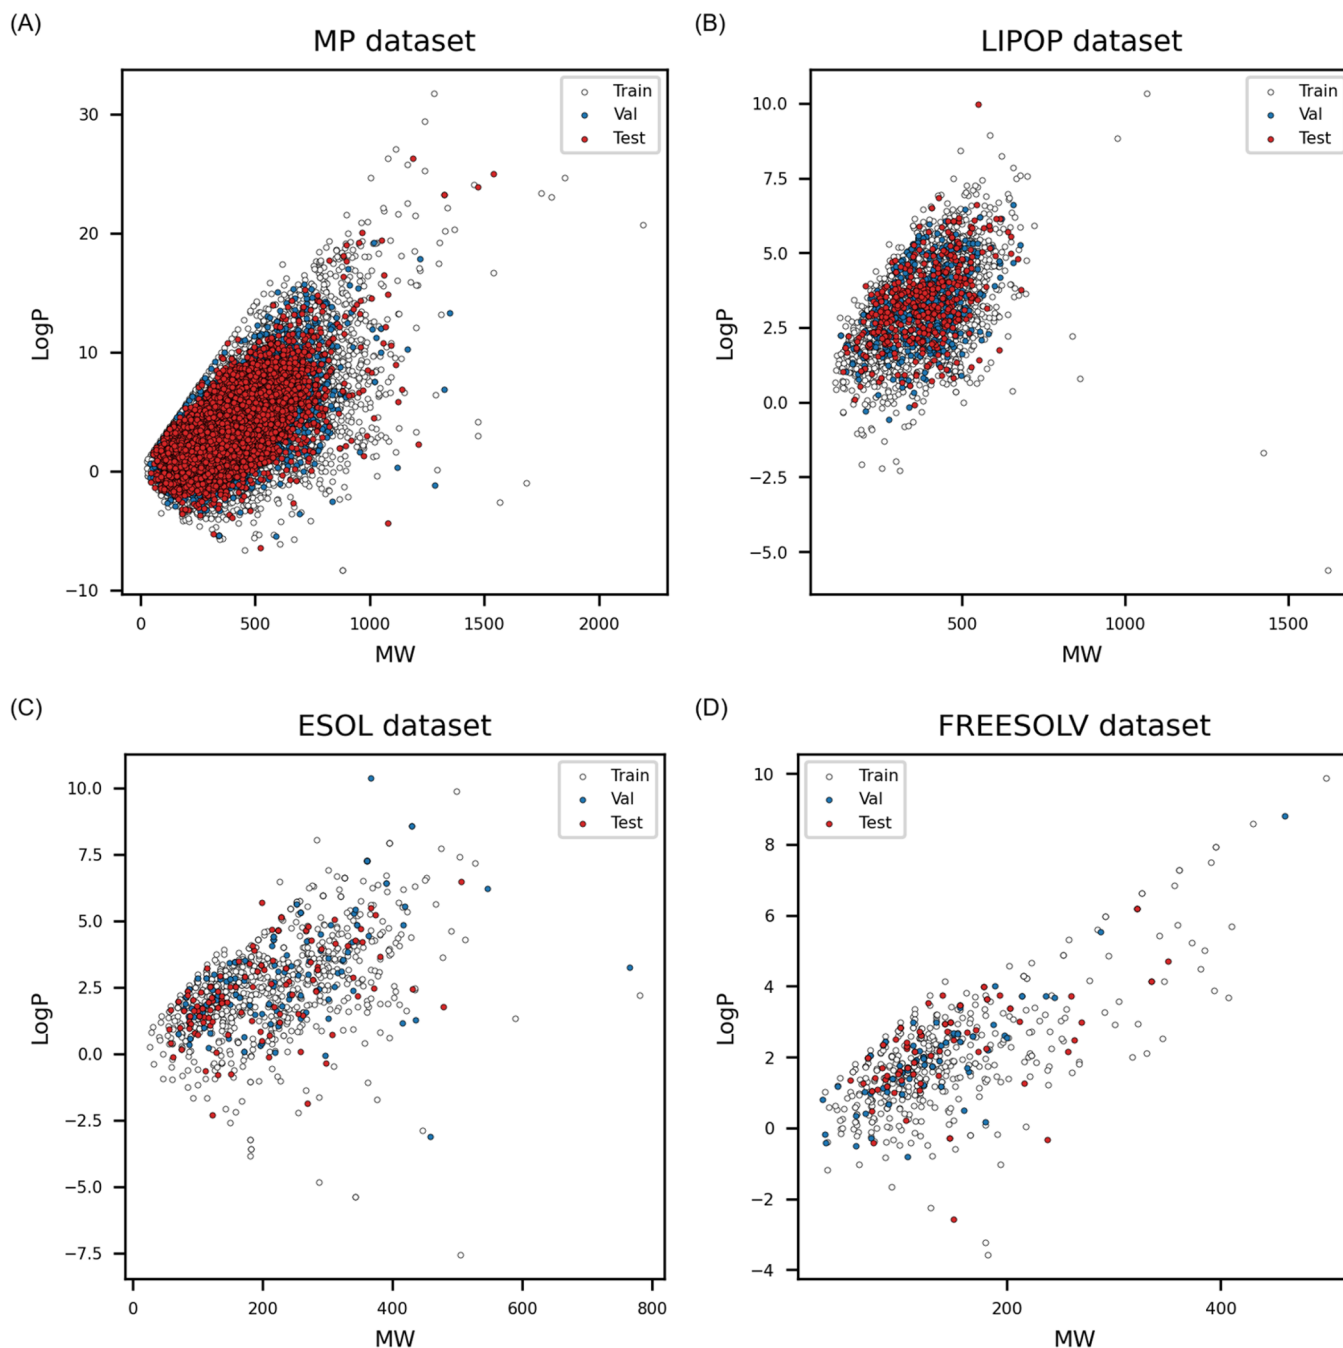 (A)
MP dataset
30
20
10
0
−10
LogP
0 500 1000 1500 2000
MW
Train
Val
Test
(B)
LIPOP dataset
10.0
7.5
5.0
2.5
0.0
−2.5
−5.0
LogP
500 1000 1500
MW
Train
Val
Test
(C)
ESOL dataset
10.0
7.5
5.0
2.5
0.0
−2.5
−5.0
−7.5
LogP
0 200 400 600 800
MW
Train
Val
Test
(D)
FREESOLV dataset
10
8
6
4
2
0
−2
−4
LogP
200 400
MW
Train
Val
Test